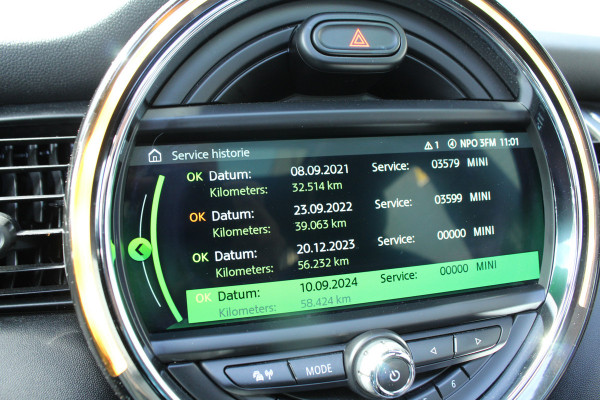 Service historie ⚠ 1 NPO 3FM 11:01
OK Datum: 08.09.2021 Service: 03579 MINI
Kilometers: 32.514 km
OK Datum: 23.09.2022 Service: 03599 MINI
Kilometers: 39.063 km
OK Datum: 20.12.2023 Service: 00000 MINI
Kilometers: 56.232 km
OK Datum: 10.09.2024 Service: 00000 MINI
Kilometers: 58.424 km
MODE
6